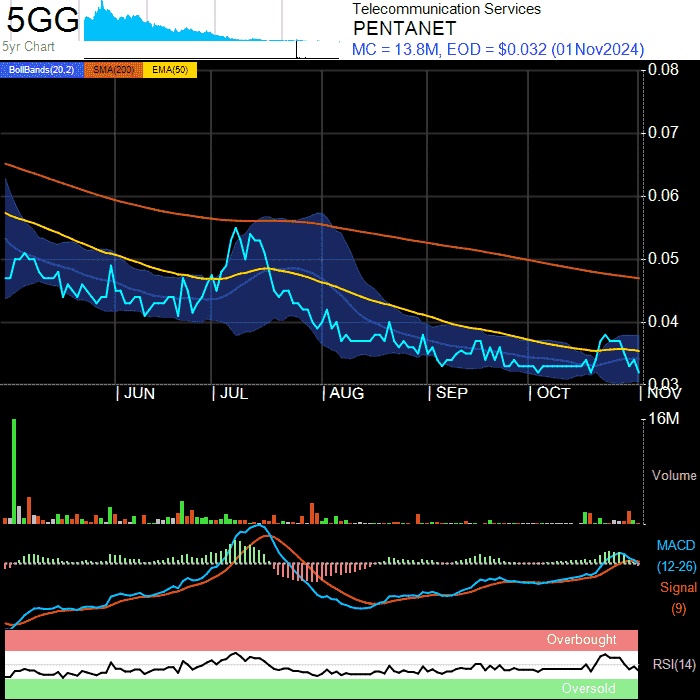 5GG
5yr Chart
Telecommunication Services
PENTANET
MC = 13.8M, EOD = $0.032 (01Nov2024)
BollBands(20,2) SMA(200) EMA(50)
0.08
0.07
0.06
0.05
0.04
0.03
| JUN | JUL | AUG | SEP | OCT | NOV
16M
Volume
MACD
(12-26)
Signal
(9)
Overbought
RSI(14)
Oversold